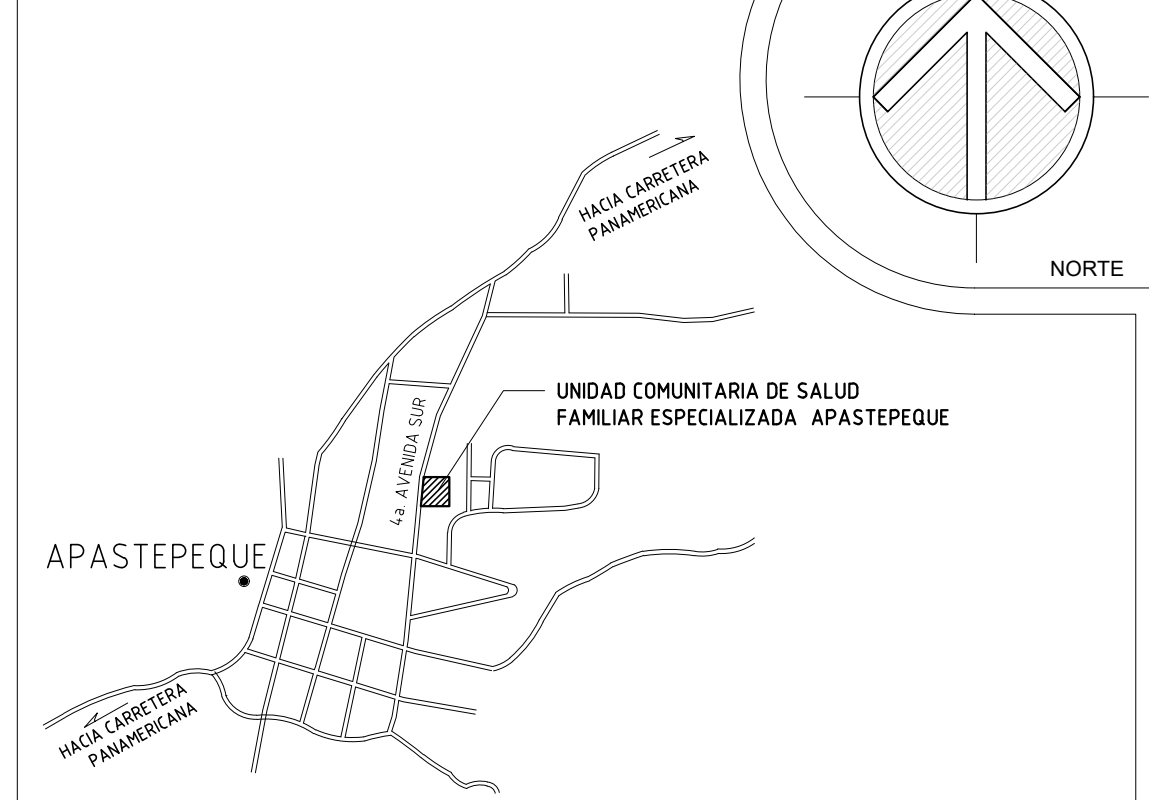 HACIA CARRETERA
PANAMERICANA
NORTE
UNIDAD COMUNITARIA DE SALUD
FAMILIAR ESPECIALIZADA APASTEPEQUE
4a. AVENIDA SUR
APASTEPEQUE
HACIA CARRETERA
PANAMERICANA